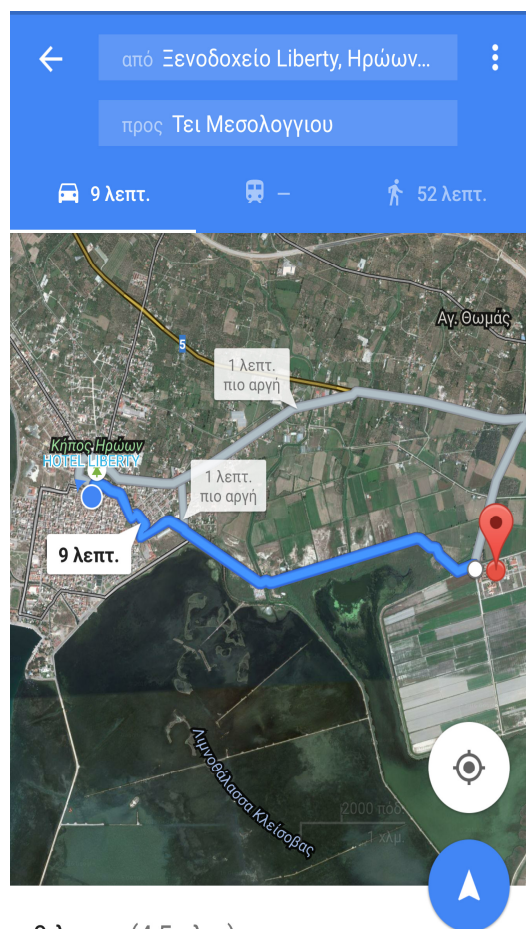 από Ξενοδοχείο Liberty, Ηρώων...
προς Τει Μεσολογγιου
9 λεπτ.
–
52 λεπτ.
Αγ. Θωμάς
5
1 λεπτ.
πιο αργή
Κήπος Ηρώων
HOTEL LIBERTY
1 λεπτ.
πιο αργή
9 λεπτ.
Λιμνοθάλασσα Κλείσοβας
2000 πόδ.
1 χλμ.